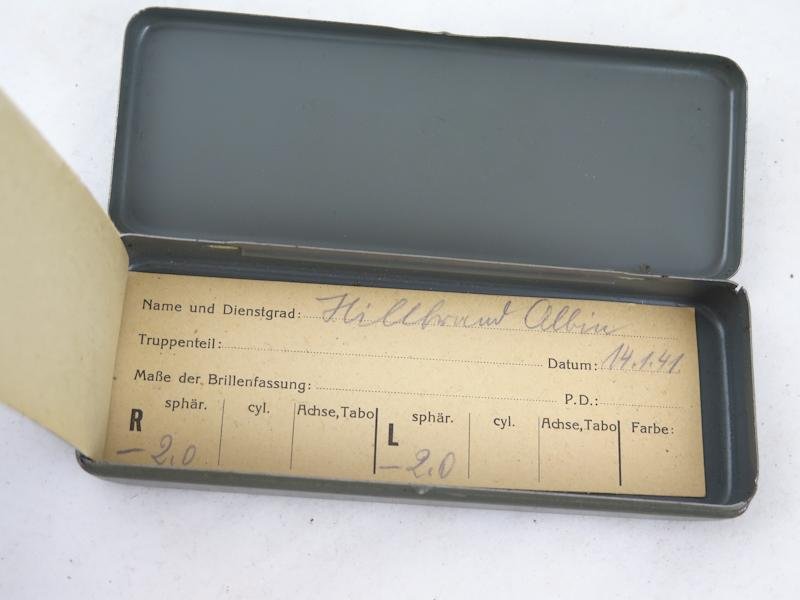 Name und Dienstgrad: Hillbrand Albin
Truppenteil: Datum: 14.1.41.
Maße der Brillenfassung: P.D.:
R sphär. cyl. Achse,Tabo L sphär. cyl. Achse,Tabo Farbe:
-2,0 -2,0